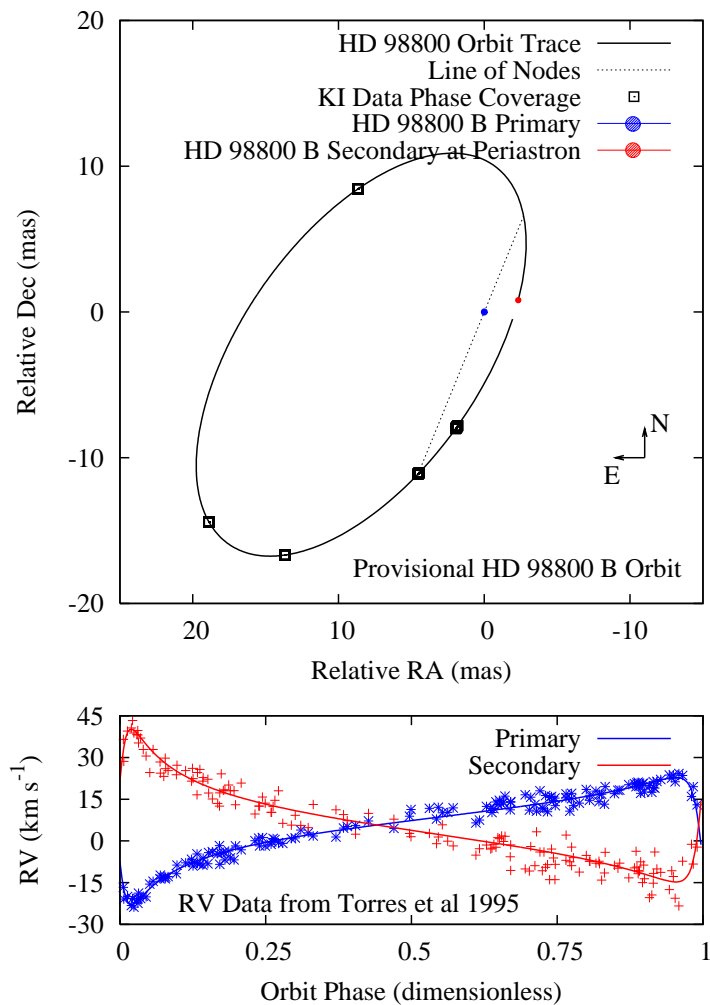 20
10
0
-10
-20
Relative Dec (mas)
HD 98800 Orbit Trace
Line of Nodes
KI Data Phase Coverage
HD 98800 B Primary
HD 98800 B Secondary at Periastron
N
E
Provisional HD 98800 B Orbit
20 10 0 -10
Relative RA (mas)
45
30
15
0
-15
-30
RV (km s⁻¹)
Primary
Secondary
RV Data from Torres et al 1995
0 0.25 0.5 0.75 1
Orbit Phase (dimensionless)